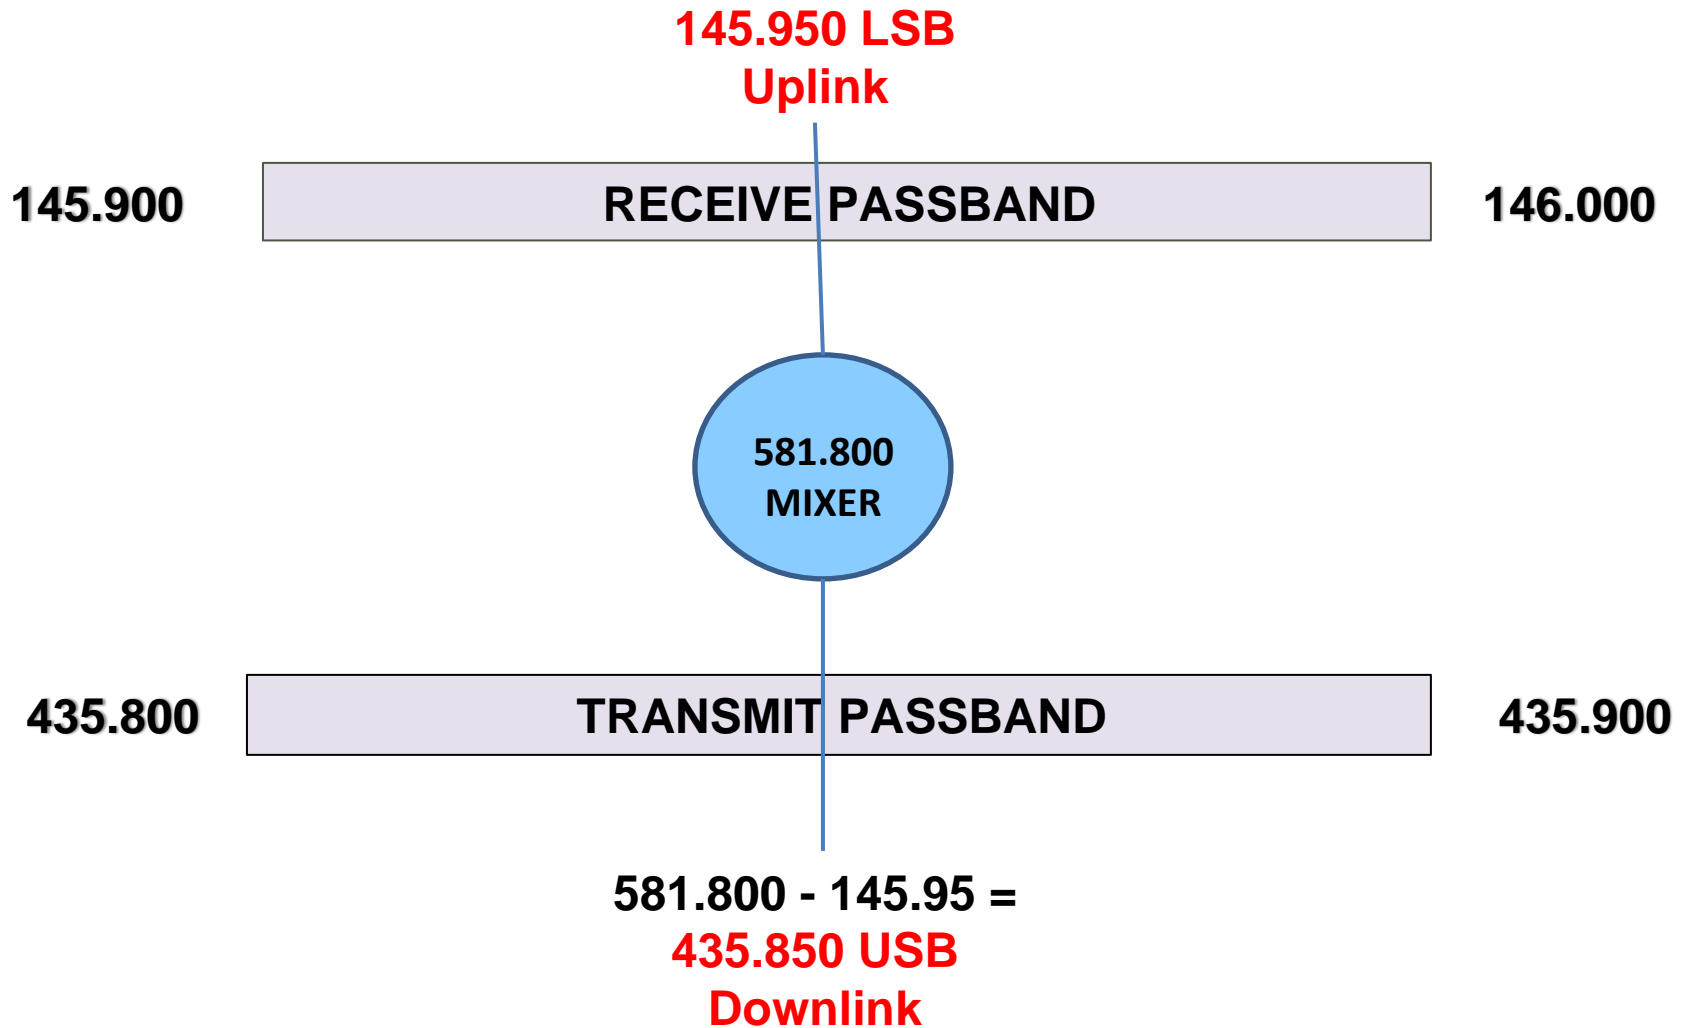 145.950 LSB
Uplink
145.900
RECEIVE PASSBAND
146.000
581.800
MIXER
435.800
TRANSMIT PASSBAND
435.900
581.800 - 145.95 =
435.850 USB
Downlink